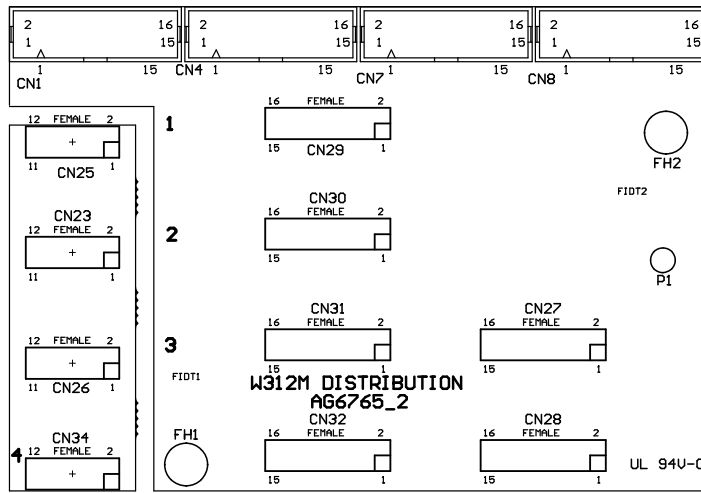 2 16 2 16 2 16 2 16
1 15 1 15 1 15 1 15
1 15 1 15 1 15 1 15
CN1 CN4 CN7 CN8
12 FEMALE 2
11 1
CN25
1
16 FEMALE 2
15 1
CN29
FH2
FIDT2
CN23
12 FEMALE 2
11 1
2
CN30
16 FEMALE 2
15 1
P1
12 FEMALE 2
11 1
CN26
3
FIDT1
CN31
16 FEMALE 2
15 1
CN27
16 FEMALE 2
15 1
W312M DISTRIBUTION
AG6765_2
4
CN34
12 FEMALE 2
11 1
FH1
CN32
16 FEMALE 2
15 1
CN28
16 FEMALE 2
15 1
UL 94V-